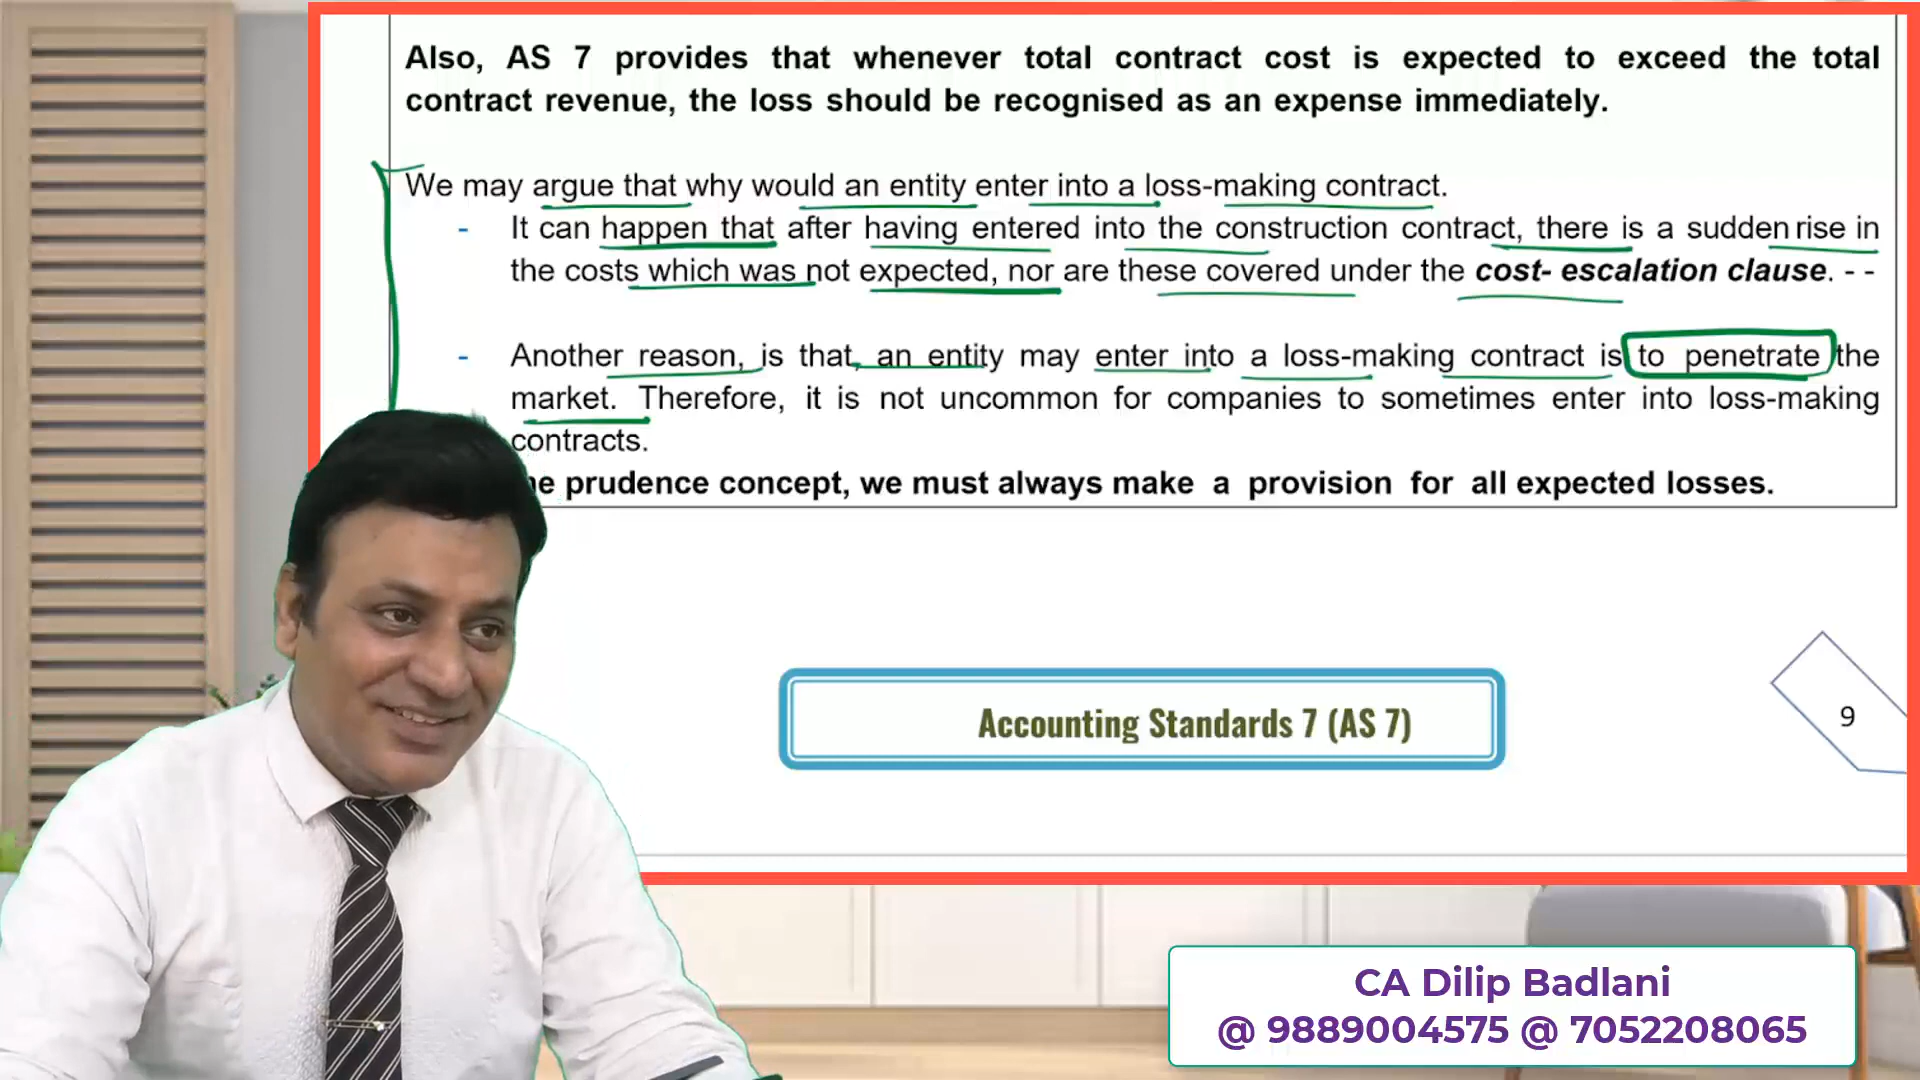 Also, AS 7 provides that whenever total contract cost is expected to exceed the total
contract revenue, the loss should be recognised as an expense immediately.
We may argue that why would an entity enter into a loss-making contract.
- It can happen that after having entered into the construction contract, there is a sudden rise in
the costs which was not expected, nor are these covered under the cost- escalation clause. - -
- Another reason, is that, an entity may enter into a loss-making contract is to penetrate the
market. Therefore, it is not uncommon for companies to sometimes enter into loss-making
contracts.
prudence concept, we must always make a provision for all expected losses.
Accounting Standards 7 (AS 7)
9
CA Dilip Badlani
@ 9889004575 @ 7052208065